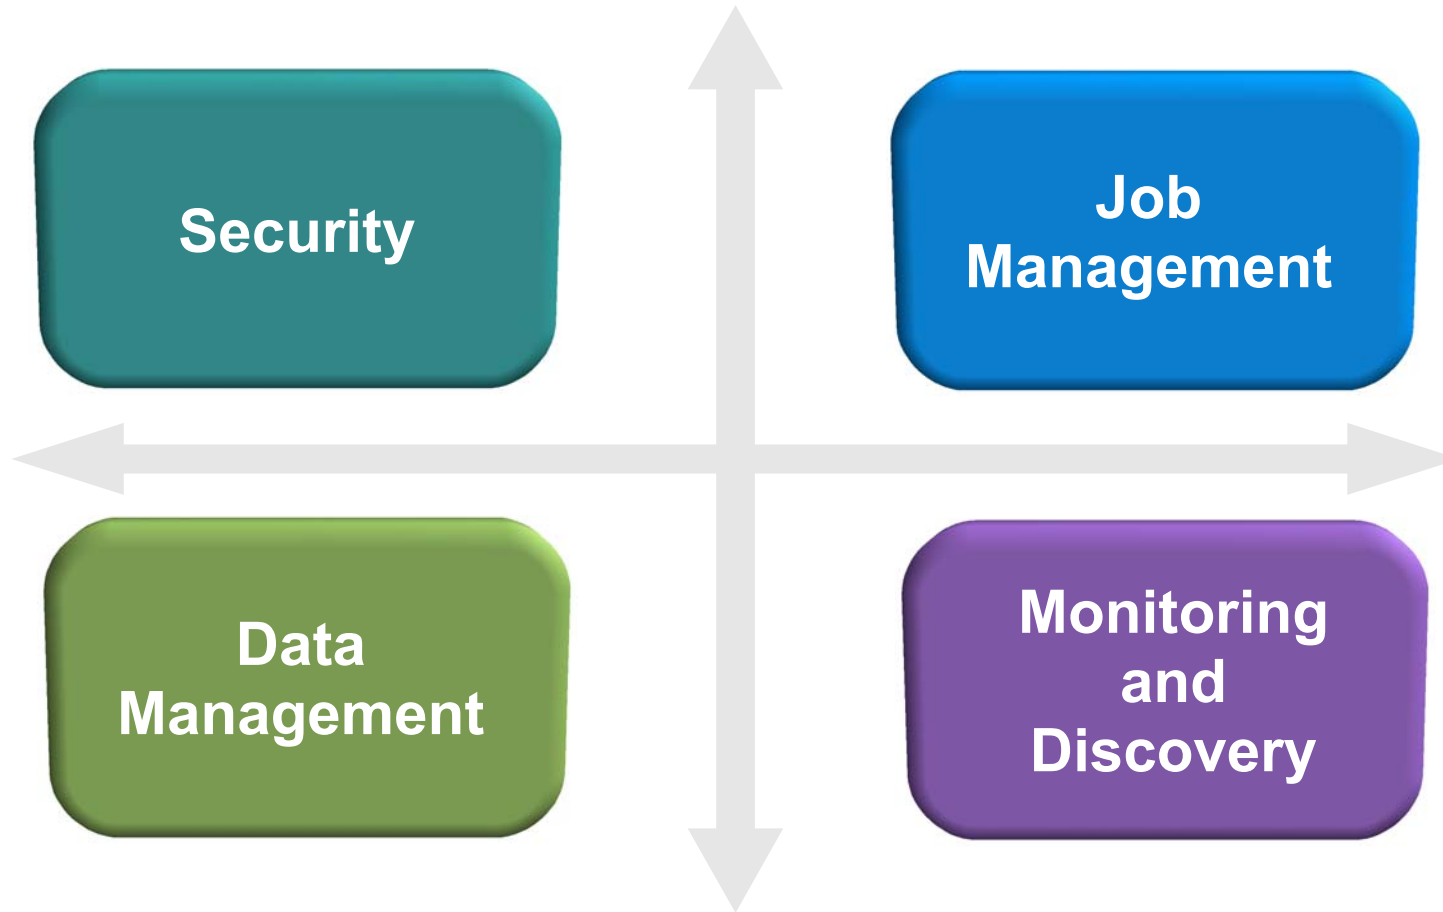 Security
Job
Management
Data
Management
Monitoring
and
Discovery